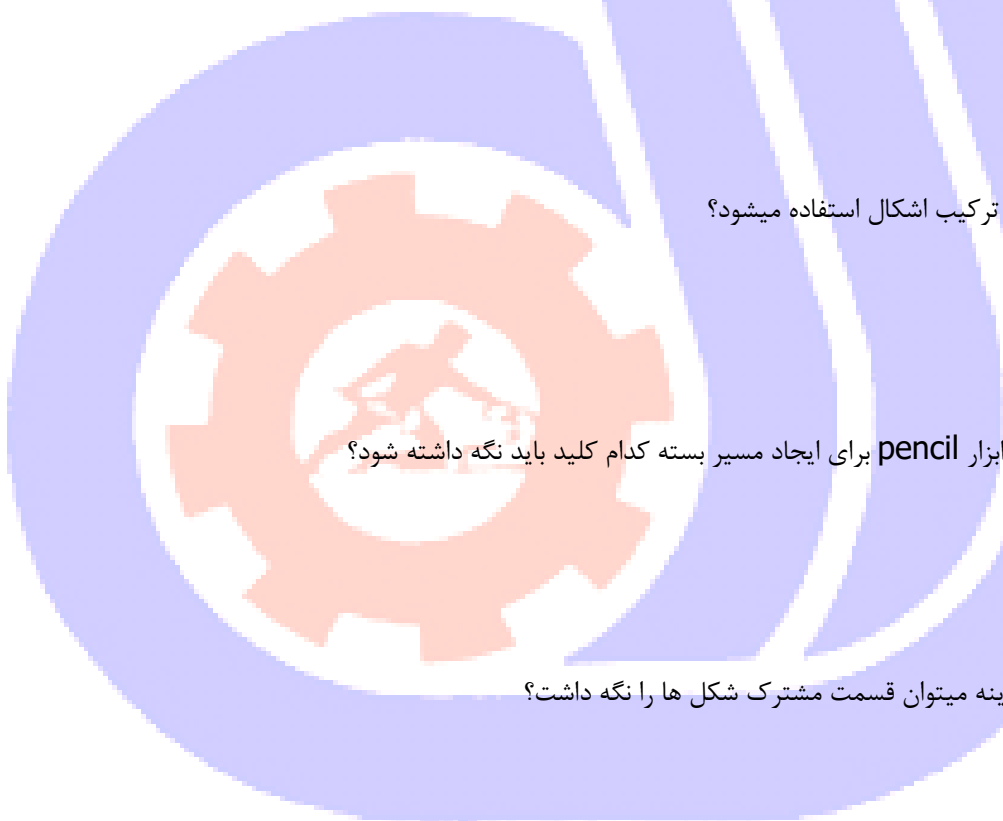 ترکیب اشکال استفاده میشود؟
ابزار pencil برای ایجاد مسیر بسته کدام کلید باید نگه داشته شود؟
ینه میتوان قسمت مشترک شکل ها را نگه داشت؟